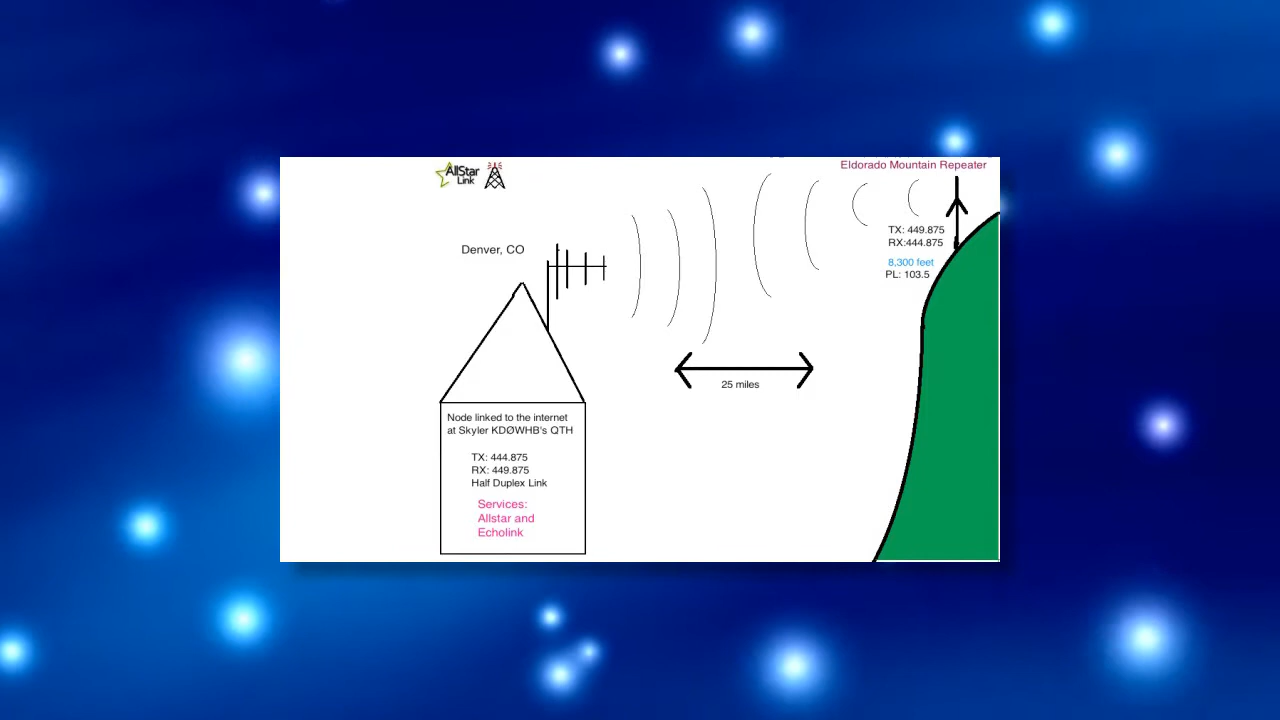 AllStar
Link
Eldorado Mountain Repeater
TX: 449.875
RX:444.875
8,300 feet
PL: 103.5
Denver, CO
25 miles
Node linked to the internet
at Skyler KDØWHB's QTH
TX: 444.875
RX: 449.875
Half Duplex Link
Services:
Allstar and
Echolink